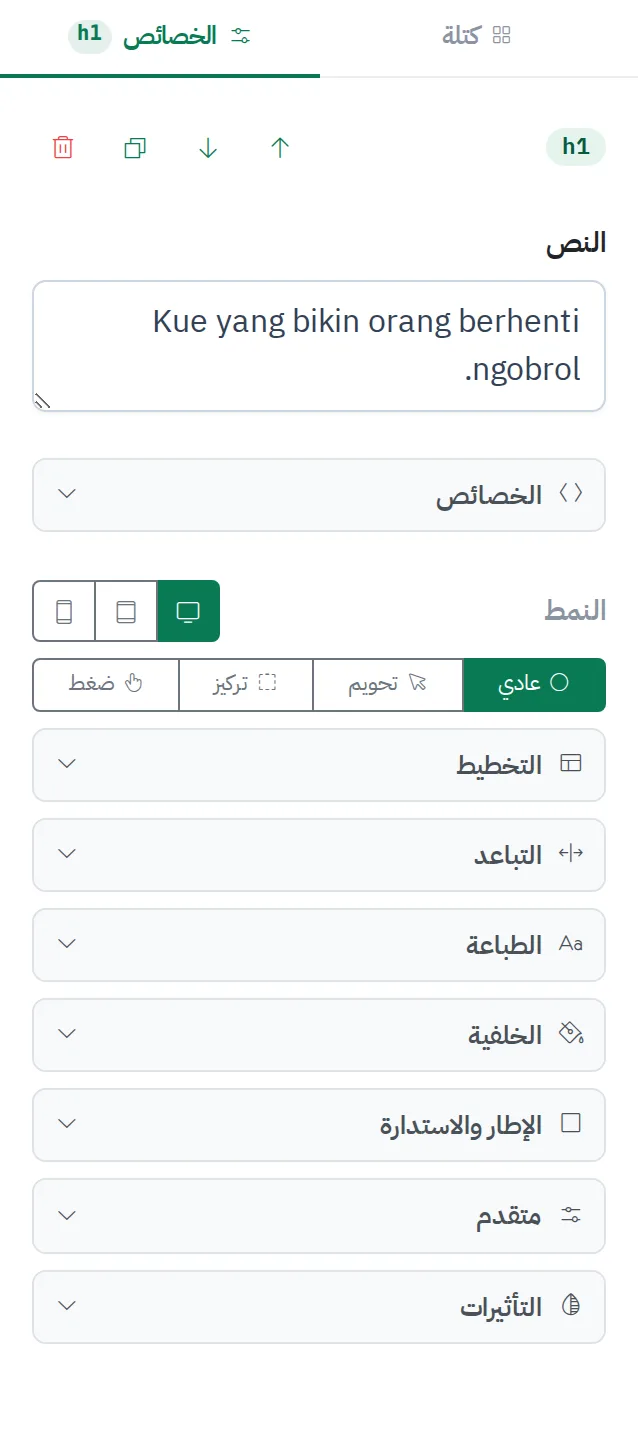 كتلة
الخصائص h1
h1
النص
Kue yang bikin orang berhenti
ngobrol.
الخصائص
النمط
عادي تحويم تركيز ضغط
التخطيط
التباعد
Aa الطباعة
الخلفية
الإطار والاستدارة
متقدم
التأثيرات